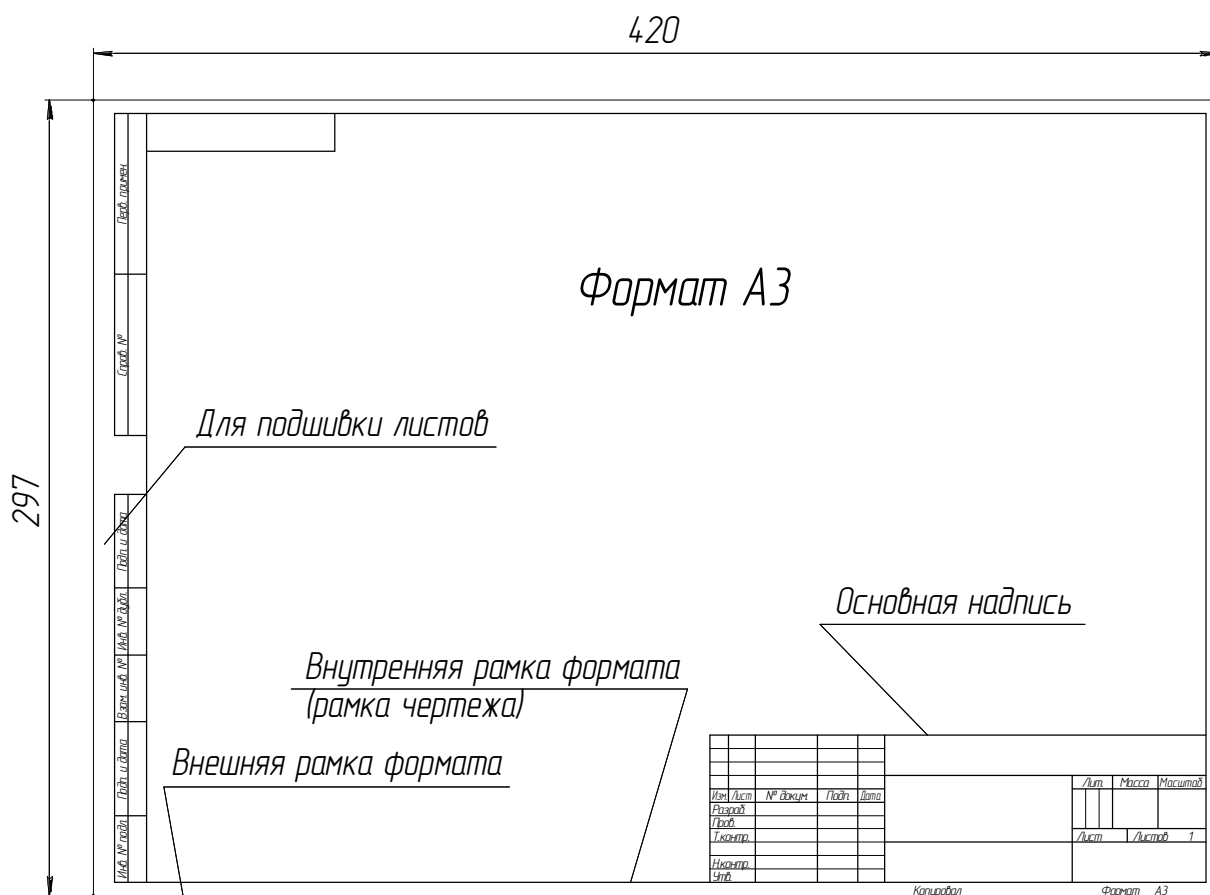 420
297
Перв. примен.
Справ. №
Формат А3
Для подшивки листов
Подп. и дата
Инв. № дубл.
Взам. инв. №
Подп. и дата
Инв. № подл.
Основная надпись
Внутренняя рамка формата
(рамка чертежа)
Внешняя рамка формата
Лит. Масса Масштаб
Изм. Лист № докум. Подп. Дата
Разраб.
Пров.
Т.контр.
Лист Листов 1
Н.контр.
Утв.
Копировал Формат А3